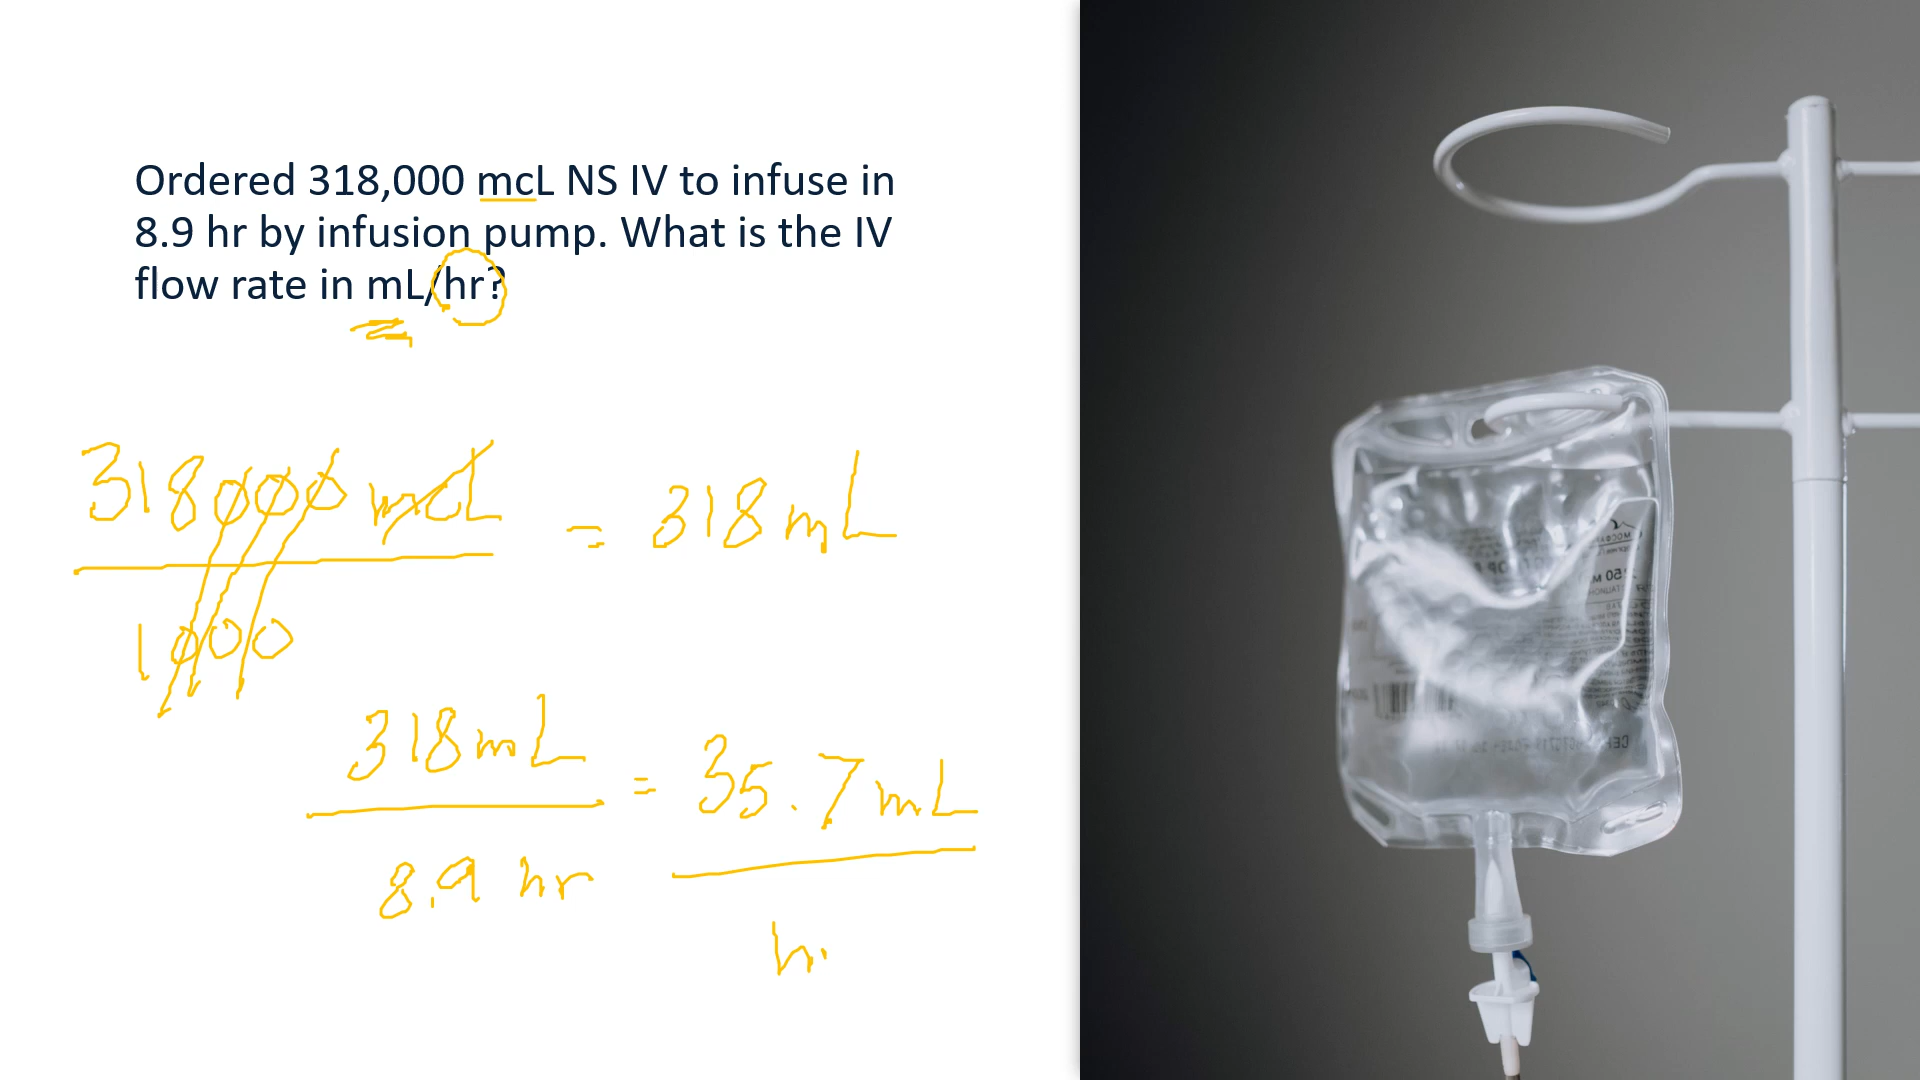 Ordered 318,000 mcL NS IV to infuse in
8.9 hr by infusion pump. What is the IV
flow rate in mL/hr?
318000 mcL
1000
= 318 mL
318 mL
8.9 hr
= 35.7 mL
hr